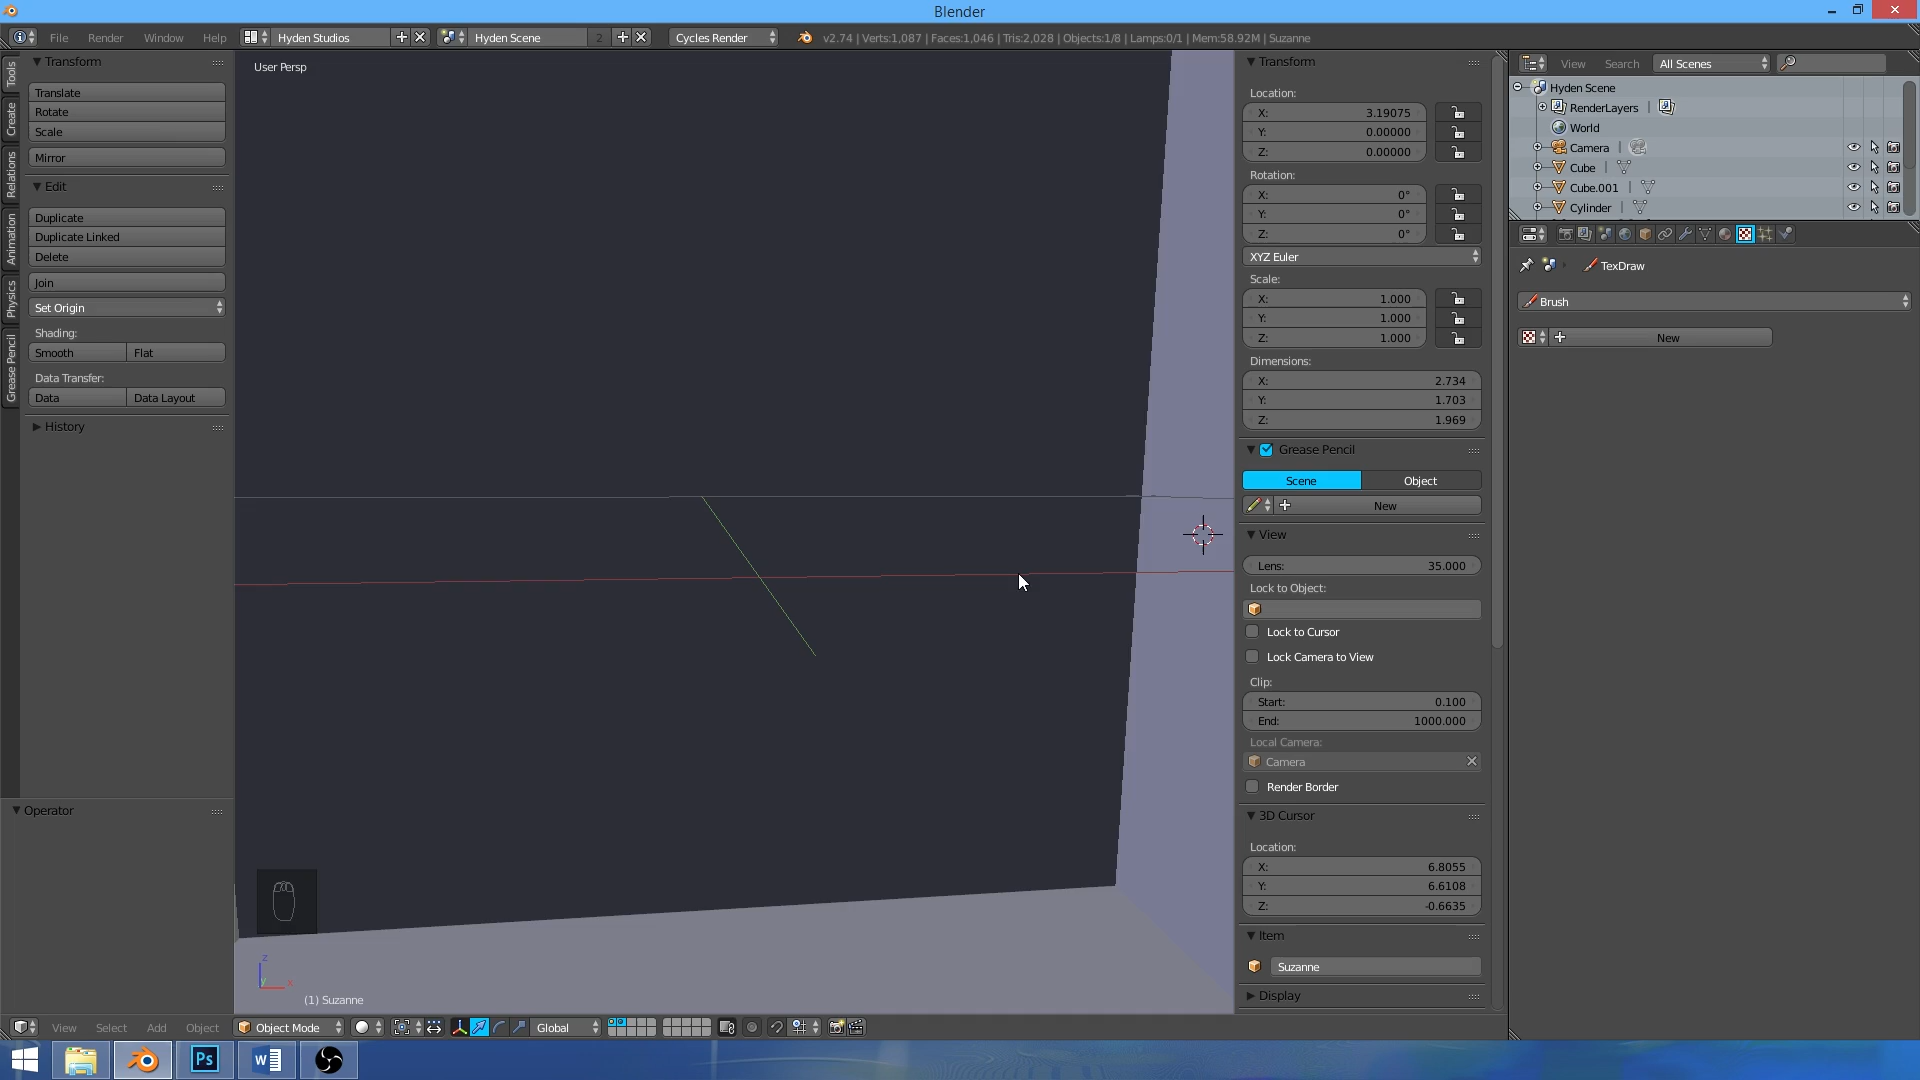 Blender
File Render Window Help Hyden Studios Hyden Scene 2 Cycles Render v2.74 | Verts:1,087 | Faces:1,046 | Tris:2,028 | Objects:1/8 | Lamps:0/1 | Mem:58.92M | Suzanne
Tools
Create
Relations
Animation
Physics
Grease Pencil
Transform
Translate
Rotate
Scale
Mirror
Edit
Duplicate
Duplicate Linked
Delete
Join
Set Origin
Shading:
Smooth Flat
Data Transfer:
Data Data Layout
History
Operator
User Persp
z
y
x
(1) Suzanne
Transform
Location:
X: 3.19075
Y: 0.00000
Z: 0.00000
Rotation:
X: 0°
Y: 0°
Z: 0°
XYZ Euler
Scale:
X: 1.000
Y: 1.000
Z: 1.000
Dimensions:
X: 2.734
Y: 1.703
Z: 1.969
Grease Pencil
Scene Object
New
View
Lens: 35.000
Lock to Object:
Lock to Cursor
Lock Camera to View
Clip:
Start: 0.100
End: 1000.000
Local Camera:
Camera
Render Border
3D Cursor
Location:
X: 6.8055
Y: 6.6108
Z: -0.6635
Item
Suzanne
Display
View Search All Scenes
Hyden Scene
RenderLayers |
World
Camera |
Cube |
Cube.001 |
Cylinder |
TexDraw
Brush
New
View Select Add Object Object Mode Global
Ps
W